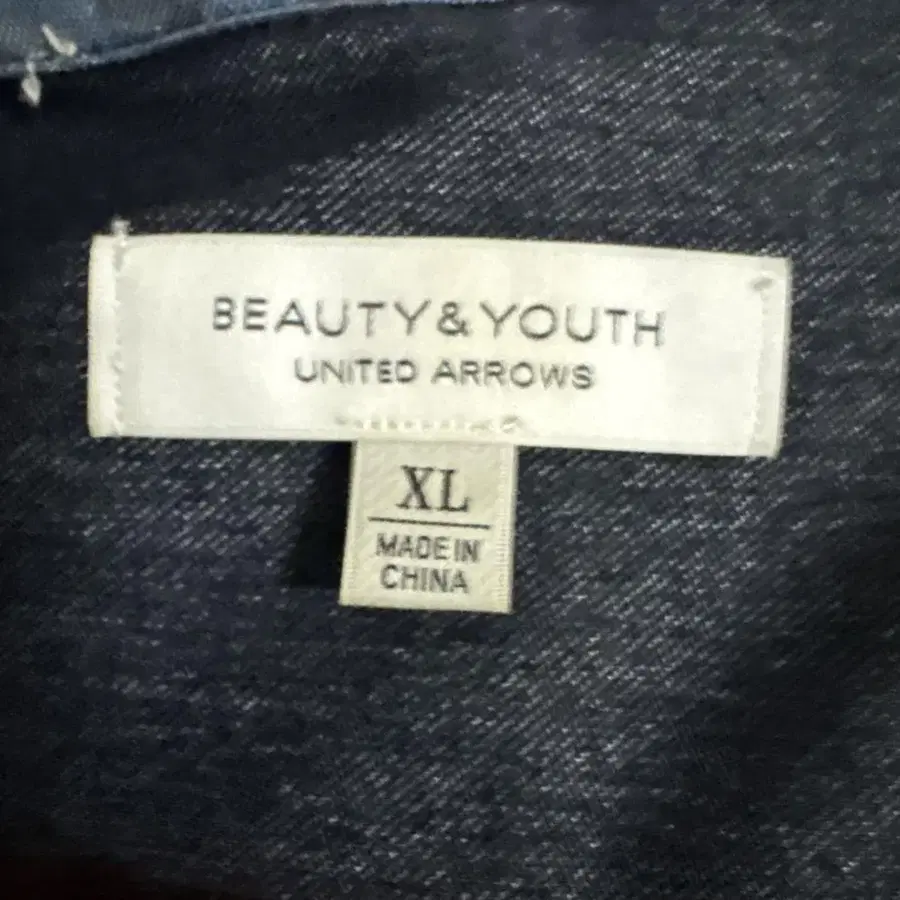 BEAUTY&YOUTH
UNITED ARROWS
XL
MADE IN
CHINA